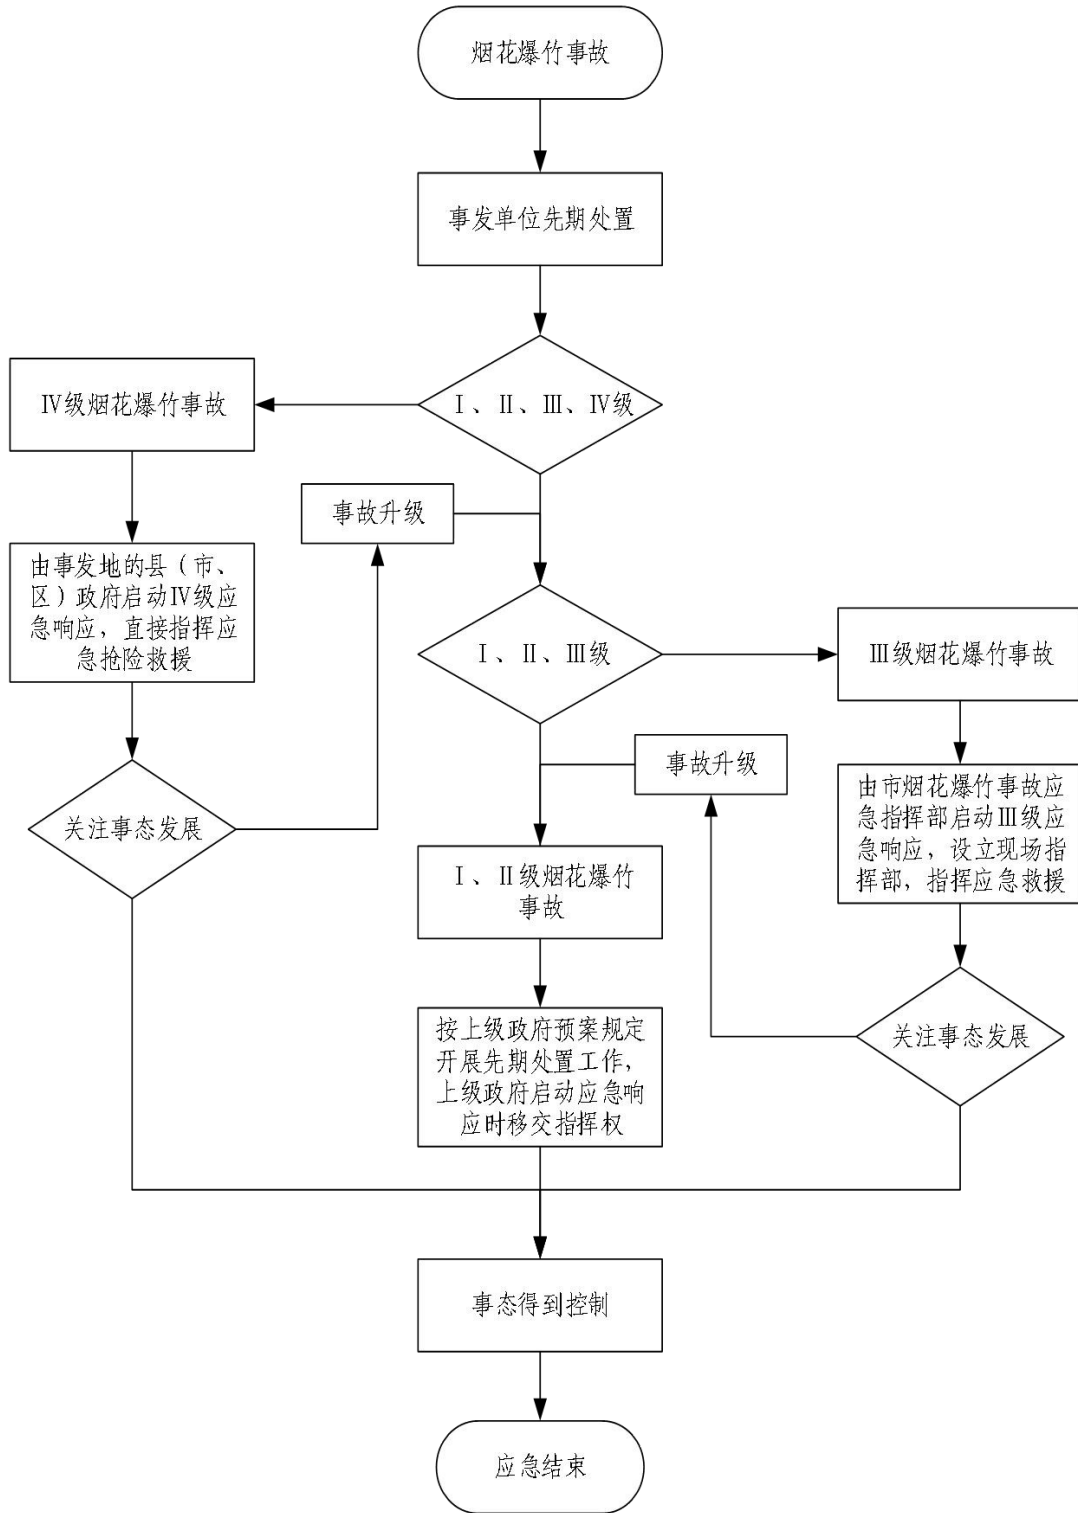 烟花爆竹事故
事发单位先期处置
Ⅰ、Ⅱ、Ⅲ、Ⅳ级
Ⅳ级烟花爆竹事故
事故升级
由事发地的县（市、
区）政府启动Ⅳ级应
急响应，直接指挥应
急抢险救援
Ⅰ、Ⅱ、Ⅲ级
Ⅲ级烟花爆竹事故
事故升级
由市烟花爆竹事故应
急指挥部启动Ⅲ级应
急响应，设立现场指
挥部，指挥应急救援
关注事态发展
Ⅰ、Ⅱ级烟花爆竹
事故
按上级政府预案规定
开展先期处置工作，
上级政府启动应急响
应时移交指挥权
关注事态发展
事态得到控制
应急结束